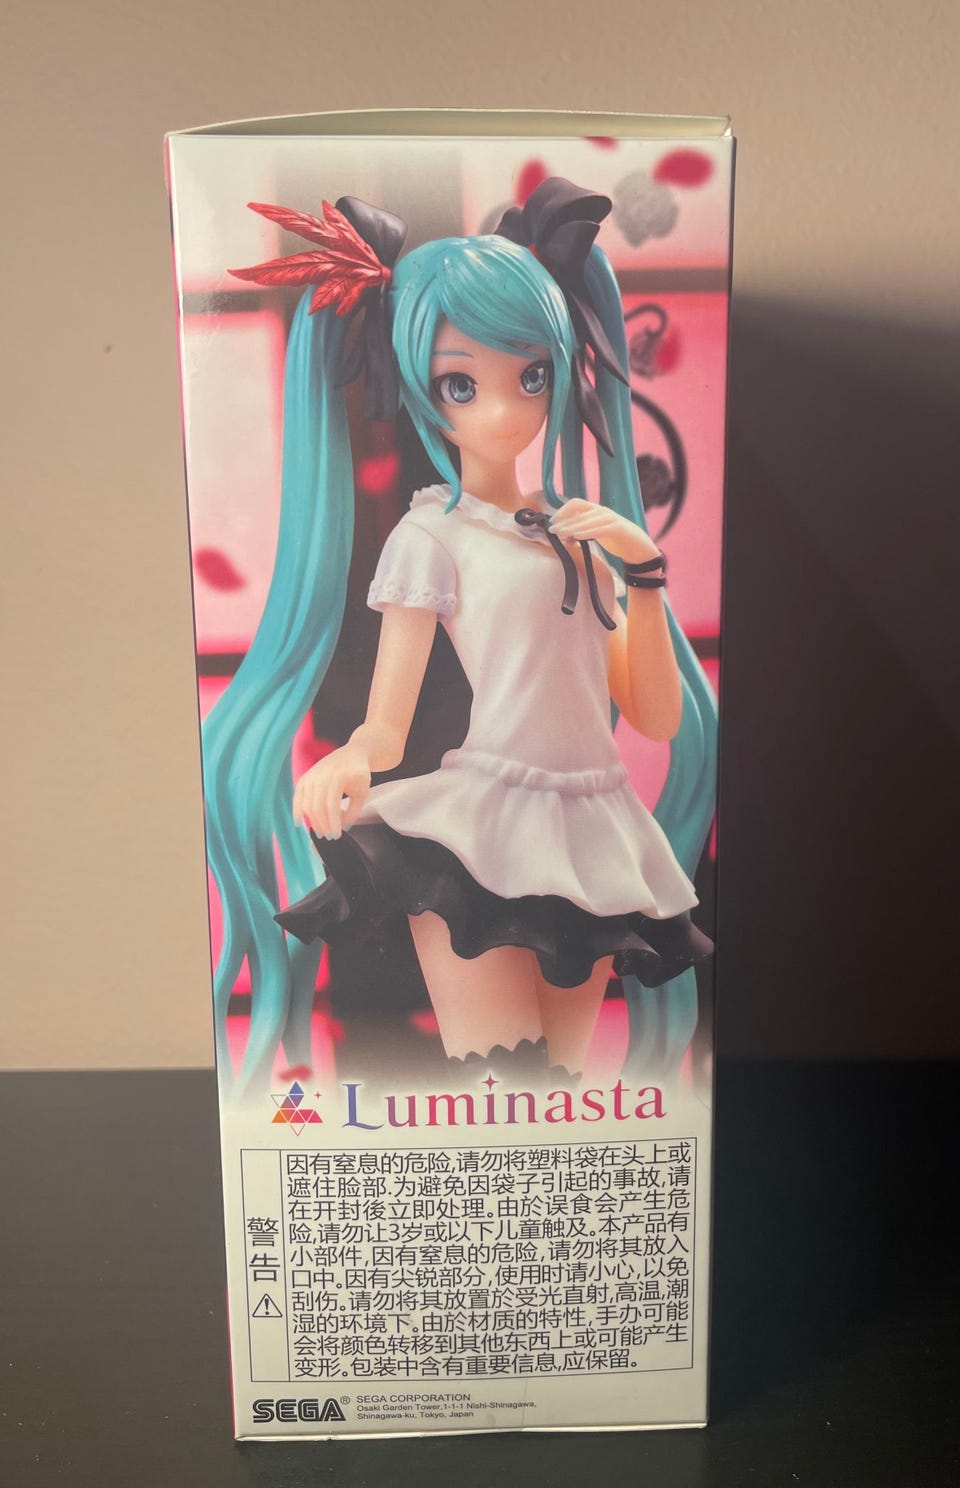 Luminasta
警告
因有窒息的危险,请勿将塑料袋在头上或
遮住脸部.为避免因袋子引起的事故,请
在开封後立即处理。由於误食会产生危
险,请勿让3岁或以下儿童触及。本产品有
小部件,因有窒息的危险,请勿将其放入
口中。因有尖锐部分,使用时请小心,以免
刮伤。请勿将其放置於受光直射,高温,潮
湿的环境下。由於材质的特性,手办可能
会将颜色转移到其他东西上或可能产生
变形。包装中含有重要信息,应保留。
SEGA®
SEGA CORPORATION
Osaki Garden Tower,1-1-1 Nishi-Shinagawa,
Shinagawa-ku, Tokyo, Japan